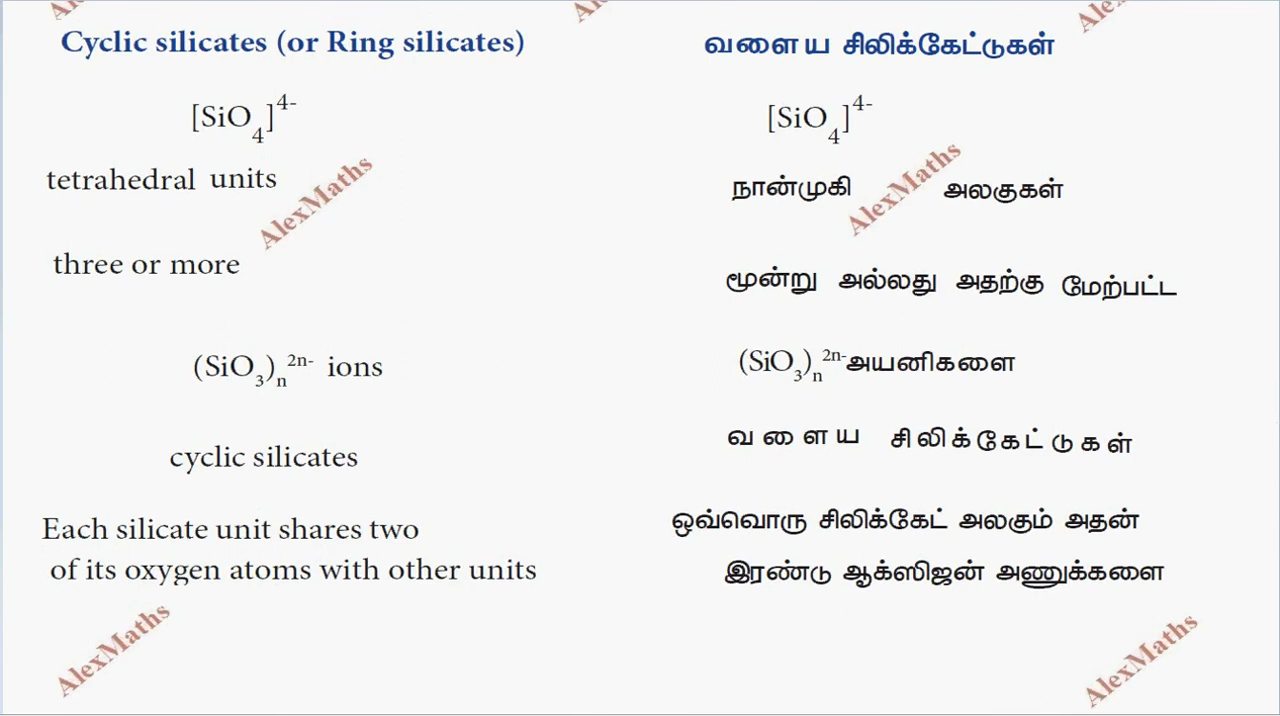 Cyclic silicates (or Ring silicates)
[SiO₄]⁴⁻
tetrahedral units
three or more
(SiO₃)ₙ²ⁿ⁻ ions
cyclic silicates
Each silicate unit shares two
of its oxygen atoms with other units
வளைய சிலிக்கேட்டுகள்
[SiO₄]⁴⁻
நான்முகி அலகுகள்
மூன்று அல்லது அதற்கு மேற்பட்ட
(SiO₃)ₙ²ⁿ⁻அயனிகளை
வளைய சிலிக்கேட்டுகள்
ஒவ்வொரு சிலிக்கேட் அலகும் அதன்
இரண்டு ஆக்ஸிஜன் அணுக்களை
AlexMaths
AlexMaths
AlexMaths
AlexMaths